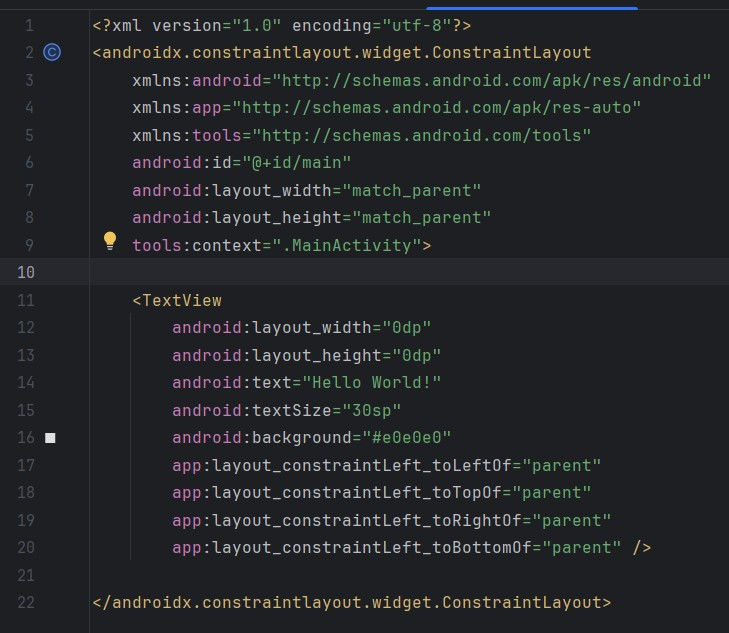 1 <?xml version="1.0" encoding="utf-8"?>
2 <androidx.constraintlayout.widget.ConstraintLayout
3     xmlns:android="http://schemas.android.com/apk/res/android"
4     xmlns:app="http://schemas.android.com/apk/res-auto"
5     xmlns:tools="http://schemas.android.com/tools"
6     android:id="@+id/main"
7     android:layout_width="match_parent"
8     android:layout_height="match_parent"
9     tools:context=".MainActivity">
10
11     <TextView
12         android:layout_width="0dp"
13         android:layout_height="0dp"
14         android:text="Hello World!"
15         android:textSize="30sp"
16         android:background="#e0e0e0"
17         app:layout_constraintLeft_toLeftOf="parent"
18         app:layout_constraintLeft_toTopOf="parent"
19         app:layout_constraintLeft_toRightOf="parent"
20         app:layout_constraintLeft_toBottomOf="parent" />
21
22 </androidx.constraintlayout.widget.ConstraintLayout>